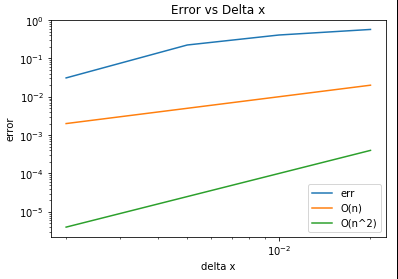 Error vs Delta x
error
10^0
10^-1
10^-2
10^-3
10^-4
10^-5
err
O(n)
O(n^2)
10^-2
delta x